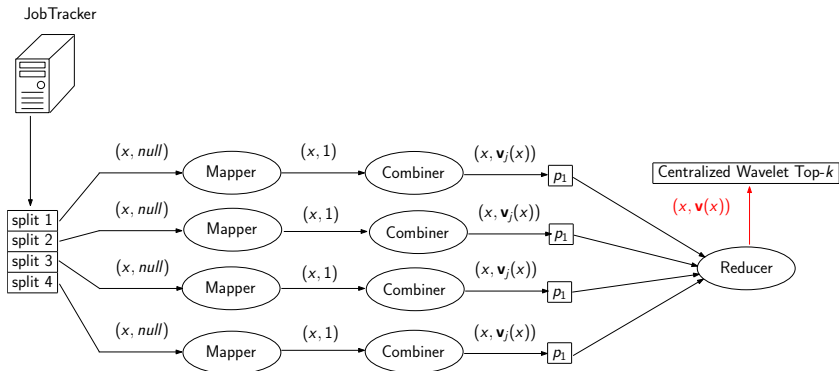 JobTracker
(x, null) (x, 1) (x, v_j(x))
Mapper Combiner p_1
Centralized Wavelet Top-k
(x, v(x))
split 1
split 2
split 3
split 4
(x, null) (x, 1) (x, v_j(x))
Mapper Combiner p_1
Reducer
(x, null) (x, 1) (x, v_j(x))
Mapper Combiner p_1
(x, null) (x, 1) (x, v_j(x))
Mapper Combiner p_1